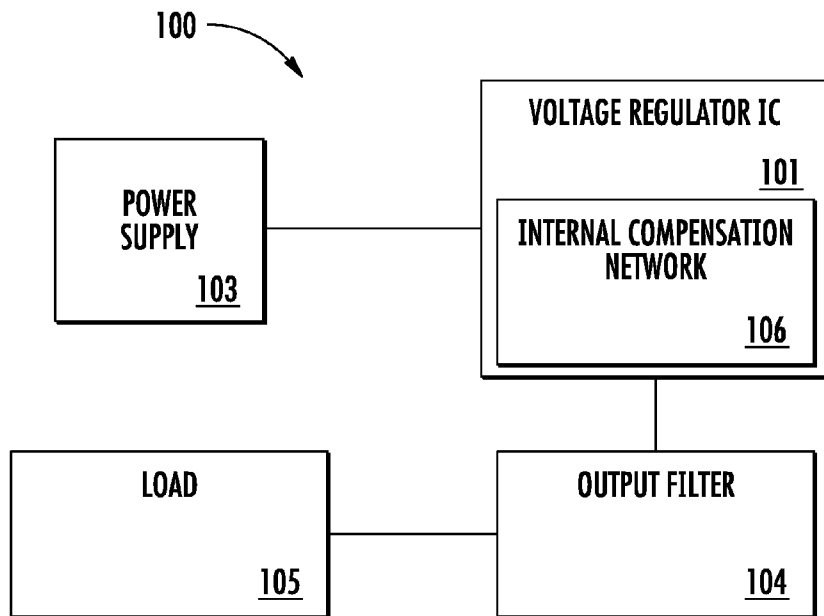 100
VOLTAGE REGULATOR IC
101
POWER
SUPPLY
103
INTERNAL COMPENSATION
NETWORK
106
LOAD
105
OUTPUT FILTER
104